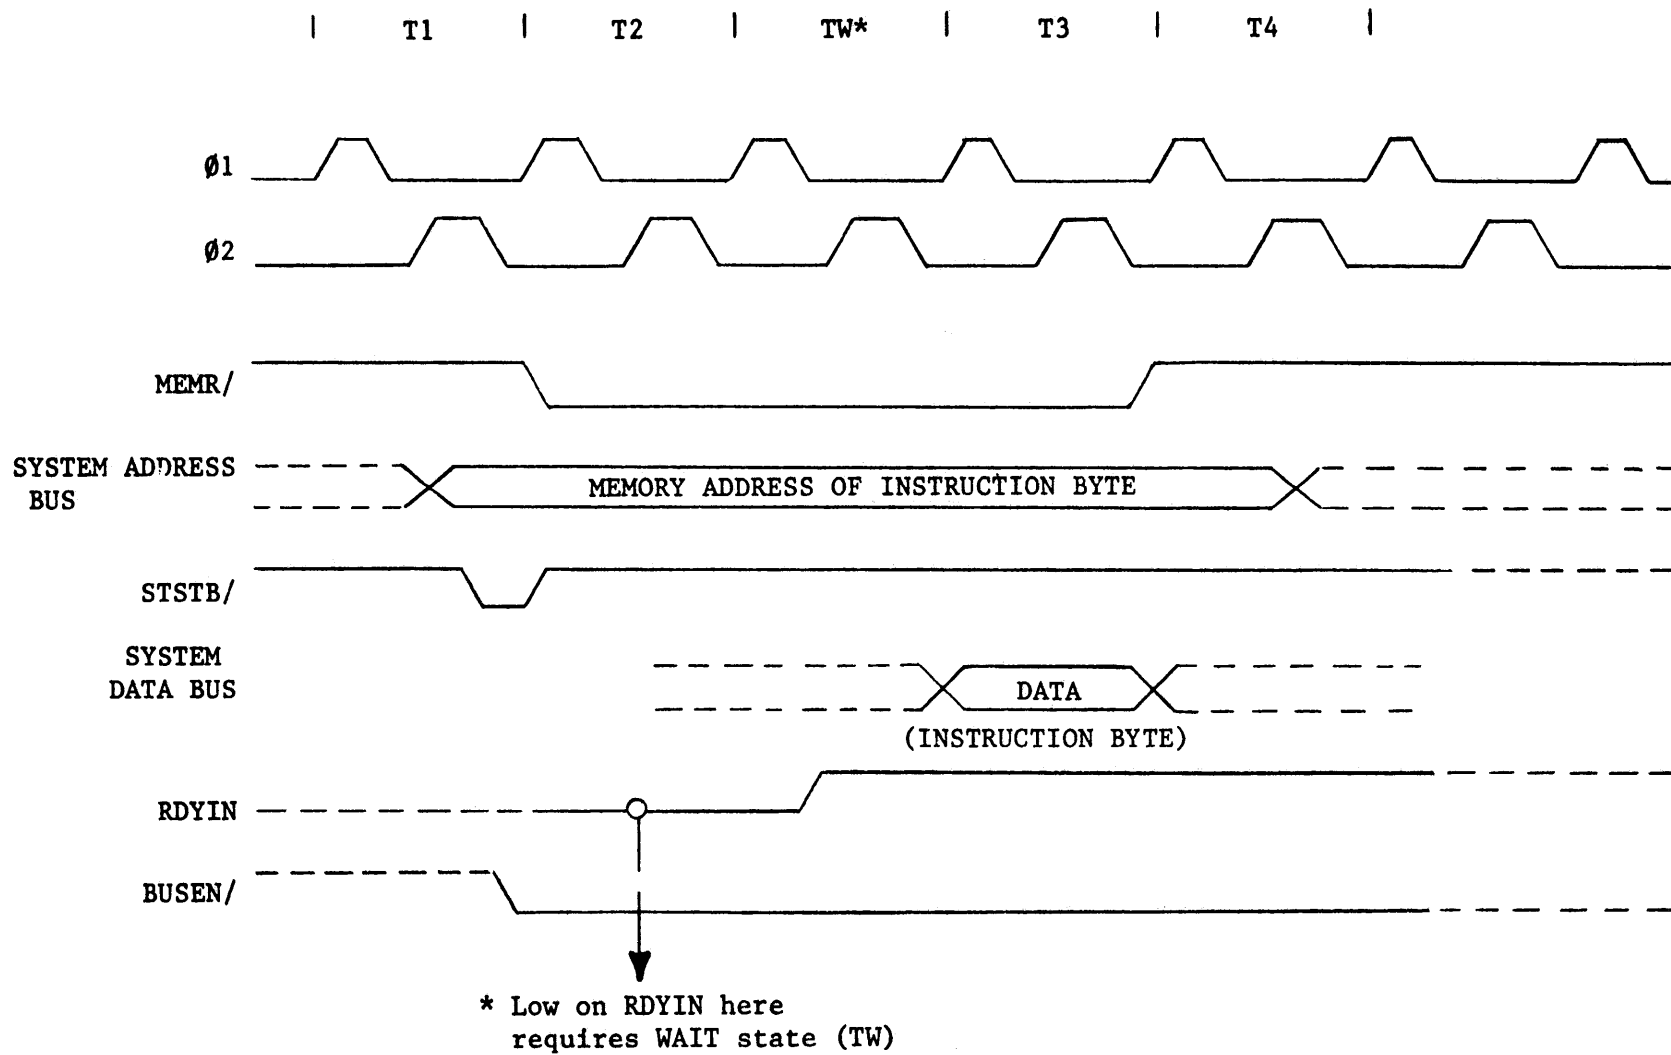 | T1 | T2 | TW* | T3 | T4 |
Ø1
Ø2
MEMR/
SYSTEM ADDRESS
BUS
MEMORY ADDRESS OF INSTRUCTION BYTE
STSTB/
SYSTEM
DATA BUS
DATA
(INSTRUCTION BYTE)
RDYIN
BUSEN/
* Low on RDYIN here
requires WAIT state (TW)